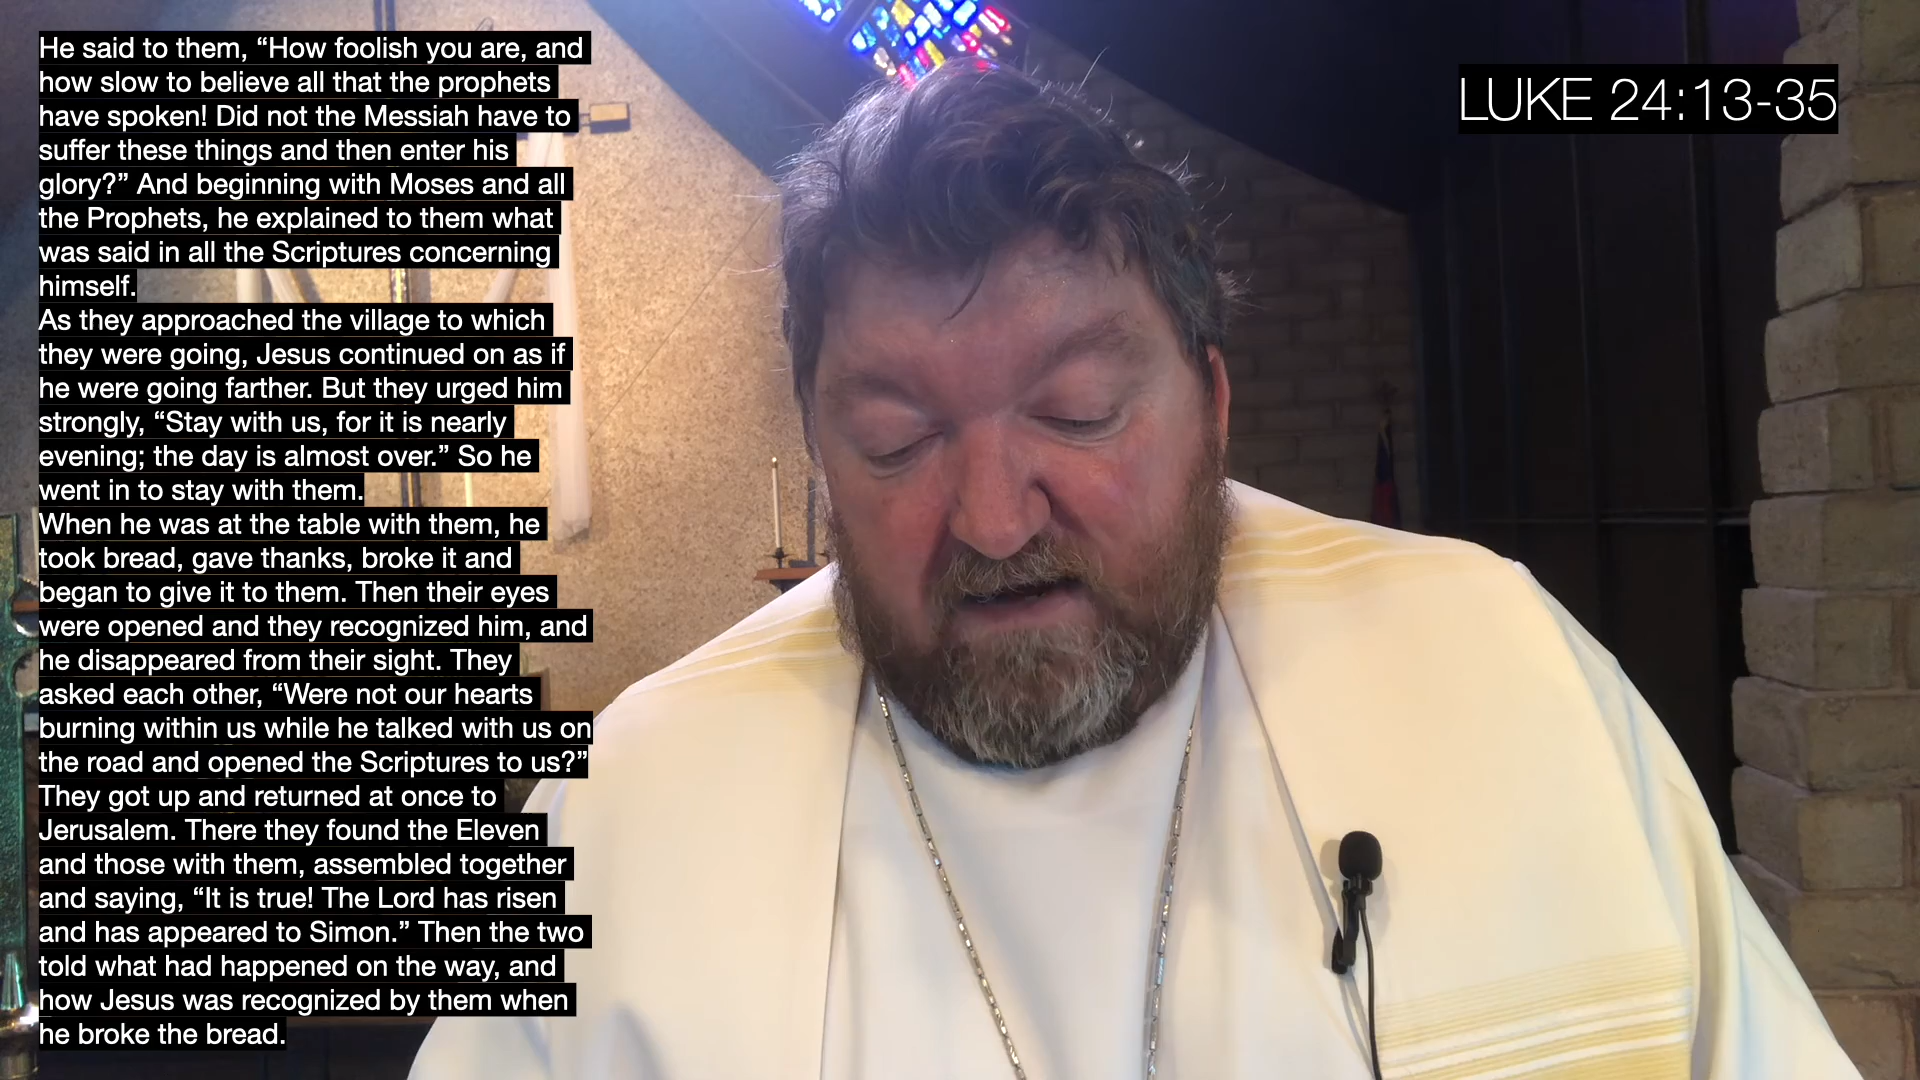 He said to them, “How foolish you are, and
how slow to believe all that the prophets
have spoken! Did not the Messiah have to
suffer these things and then enter his
glory?” And beginning with Moses and all
the Prophets, he explained to them what
was said in all the Scriptures concerning
himself.
As they approached the village to which
they were going, Jesus continued on as if
he were going farther. But they urged him
strongly, “Stay with us, for it is nearly
evening; the day is almost over.” So he
went in to stay with them.
When he was at the table with them, he
took bread, gave thanks, broke it and
began to give it to them. Then their eyes
were opened and they recognized him, and
he disappeared from their sight. They
asked each other, “Were not our hearts
burning within us while he talked with us on
the road and opened the Scriptures to us?”
They got up and returned at once to
Jerusalem. There they found the Eleven
and those with them, assembled together
and saying, “It is true! The Lord has risen
and has appeared to Simon.” Then the two
told what had happened on the way, and
how Jesus was recognized by them when
he broke the bread.
LUKE 24:13-35